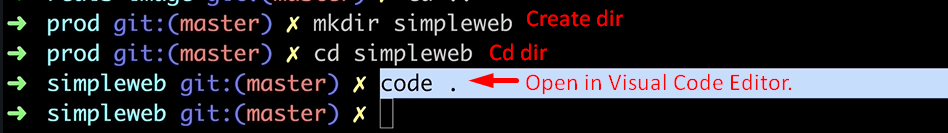 ➜ prod git:(master) ✗ mkdir simpleweb Create dir
➜ prod git:(master) ✗ cd simpleweb Cd dir
➜ simpleweb git:(master) ✗ code . Open in Visual Code Editor.
➜ simpleweb git:(master) ✗